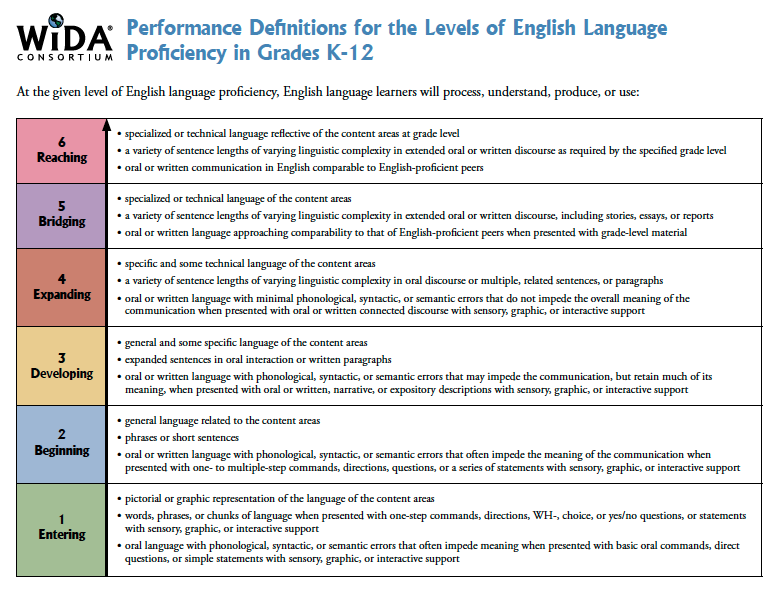 WiDA®
CONSORTIUM
Performance Definitions for the Levels of English Language
Proficiency in Grades K-12
At the given level of English language proficiency, English language learners will process, understand, produce, or use:
6
Reaching
• specialized or technical language reflective of the content areas at grade level
• a variety of sentence lengths of varying linguistic complexity in extended oral or written discourse as required by the specified grade level
• oral or written communication in English comparable to English-proficient peers
5
Bridging
• specialized or technical language of the content areas
• a variety of sentence lengths of varying linguistic complexity in extended oral or written discourse, including stories, essays, or reports
• oral or written language approaching comparability to that of English-proficient peers when presented with grade-level material
4
Expanding
• specific and some technical language of the content areas
• a variety of sentence lengths of varying linguistic complexity in oral discourse or multiple, related sentences, or paragraphs
• oral or written language with minimal phonological, syntactic, or semantic errors that do not impede the overall meaning of the
communication when presented with oral or written connected discourse with sensory, graphic, or interactive support
3
Developing
• general and some specific language of the content areas
• expanded sentences in oral interaction or written paragraphs
• oral or written language with phonological, syntactic, or semantic errors that may impede the communication, but retain much of its
meaning, when presented with oral or written, narrative, or expository descriptions with sensory, graphic, or interactive support
2
Beginning
• general language related to the content areas
• phrases or short sentences
• oral or written language with phonological, syntactic, or semantic errors that often impede the meaning of the communication when
presented with one- to multiple-step commands, directions, questions, or a series of statements with sensory, graphic, or interactive support
1
Entering
• pictorial or graphic representation of the language of the content areas
• words, phrases, or chunks of language when presented with one-step commands, directions, WH-, choice, or yes/no questions, or statements
with sensory, graphic, or interactive support
• oral language with phonological, syntactic, or semantic errors that often impede meaning when presented with basic oral commands, direct
questions, or simple statements with sensory, graphic, or interactive support